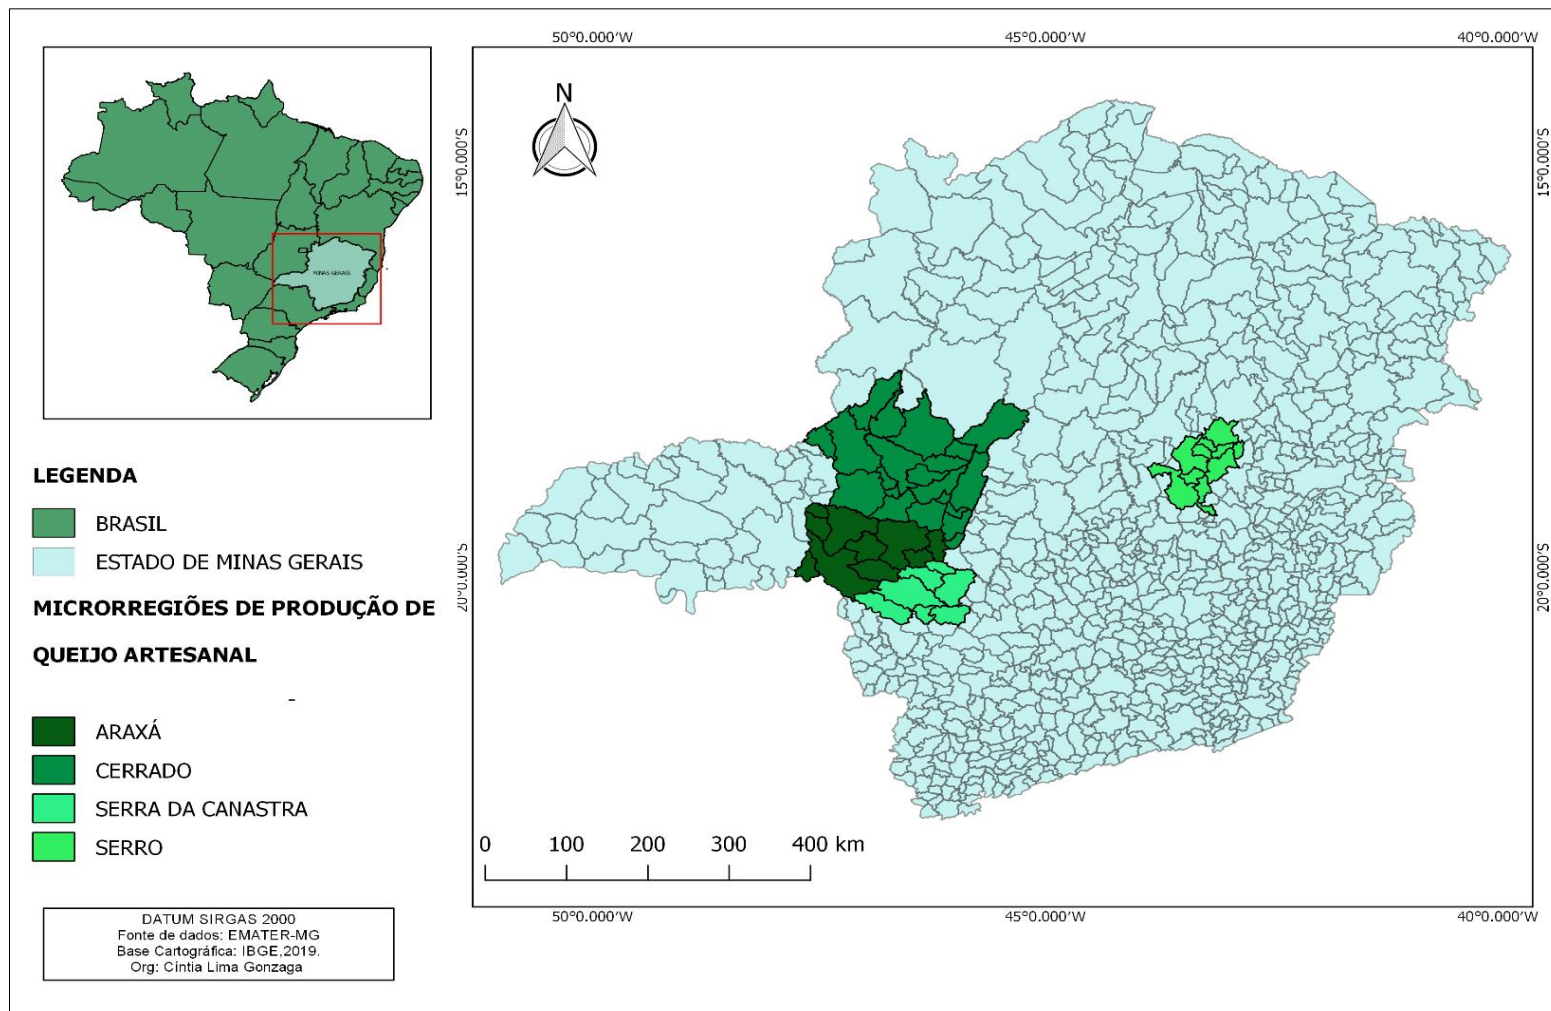 50°0.000'W
45°0.000'W
40°0.000'W
15°0.000'S
20°0.000'S
N
15°0.000'S
20°0.000'S
MINAS GERAIS
LEGENDA
BRASIL
ESTADO DE MINAS GERAIS
MICRORREGIÕES DE PRODUÇÃO DE
QUEIJO ARTESANAL
-
ARAXÁ
CERRADO
SERRA DA CANASTRA
SERRO
0 100 200 300 400 km
50°0.000'W
45°0.000'W
40°0.000'W
DATUM SIRGAS 2000
Fonte de dados: EMATER-MG
Base Cartográfica: IBGE,2019.
Org: Cíntia Lima Gonzaga